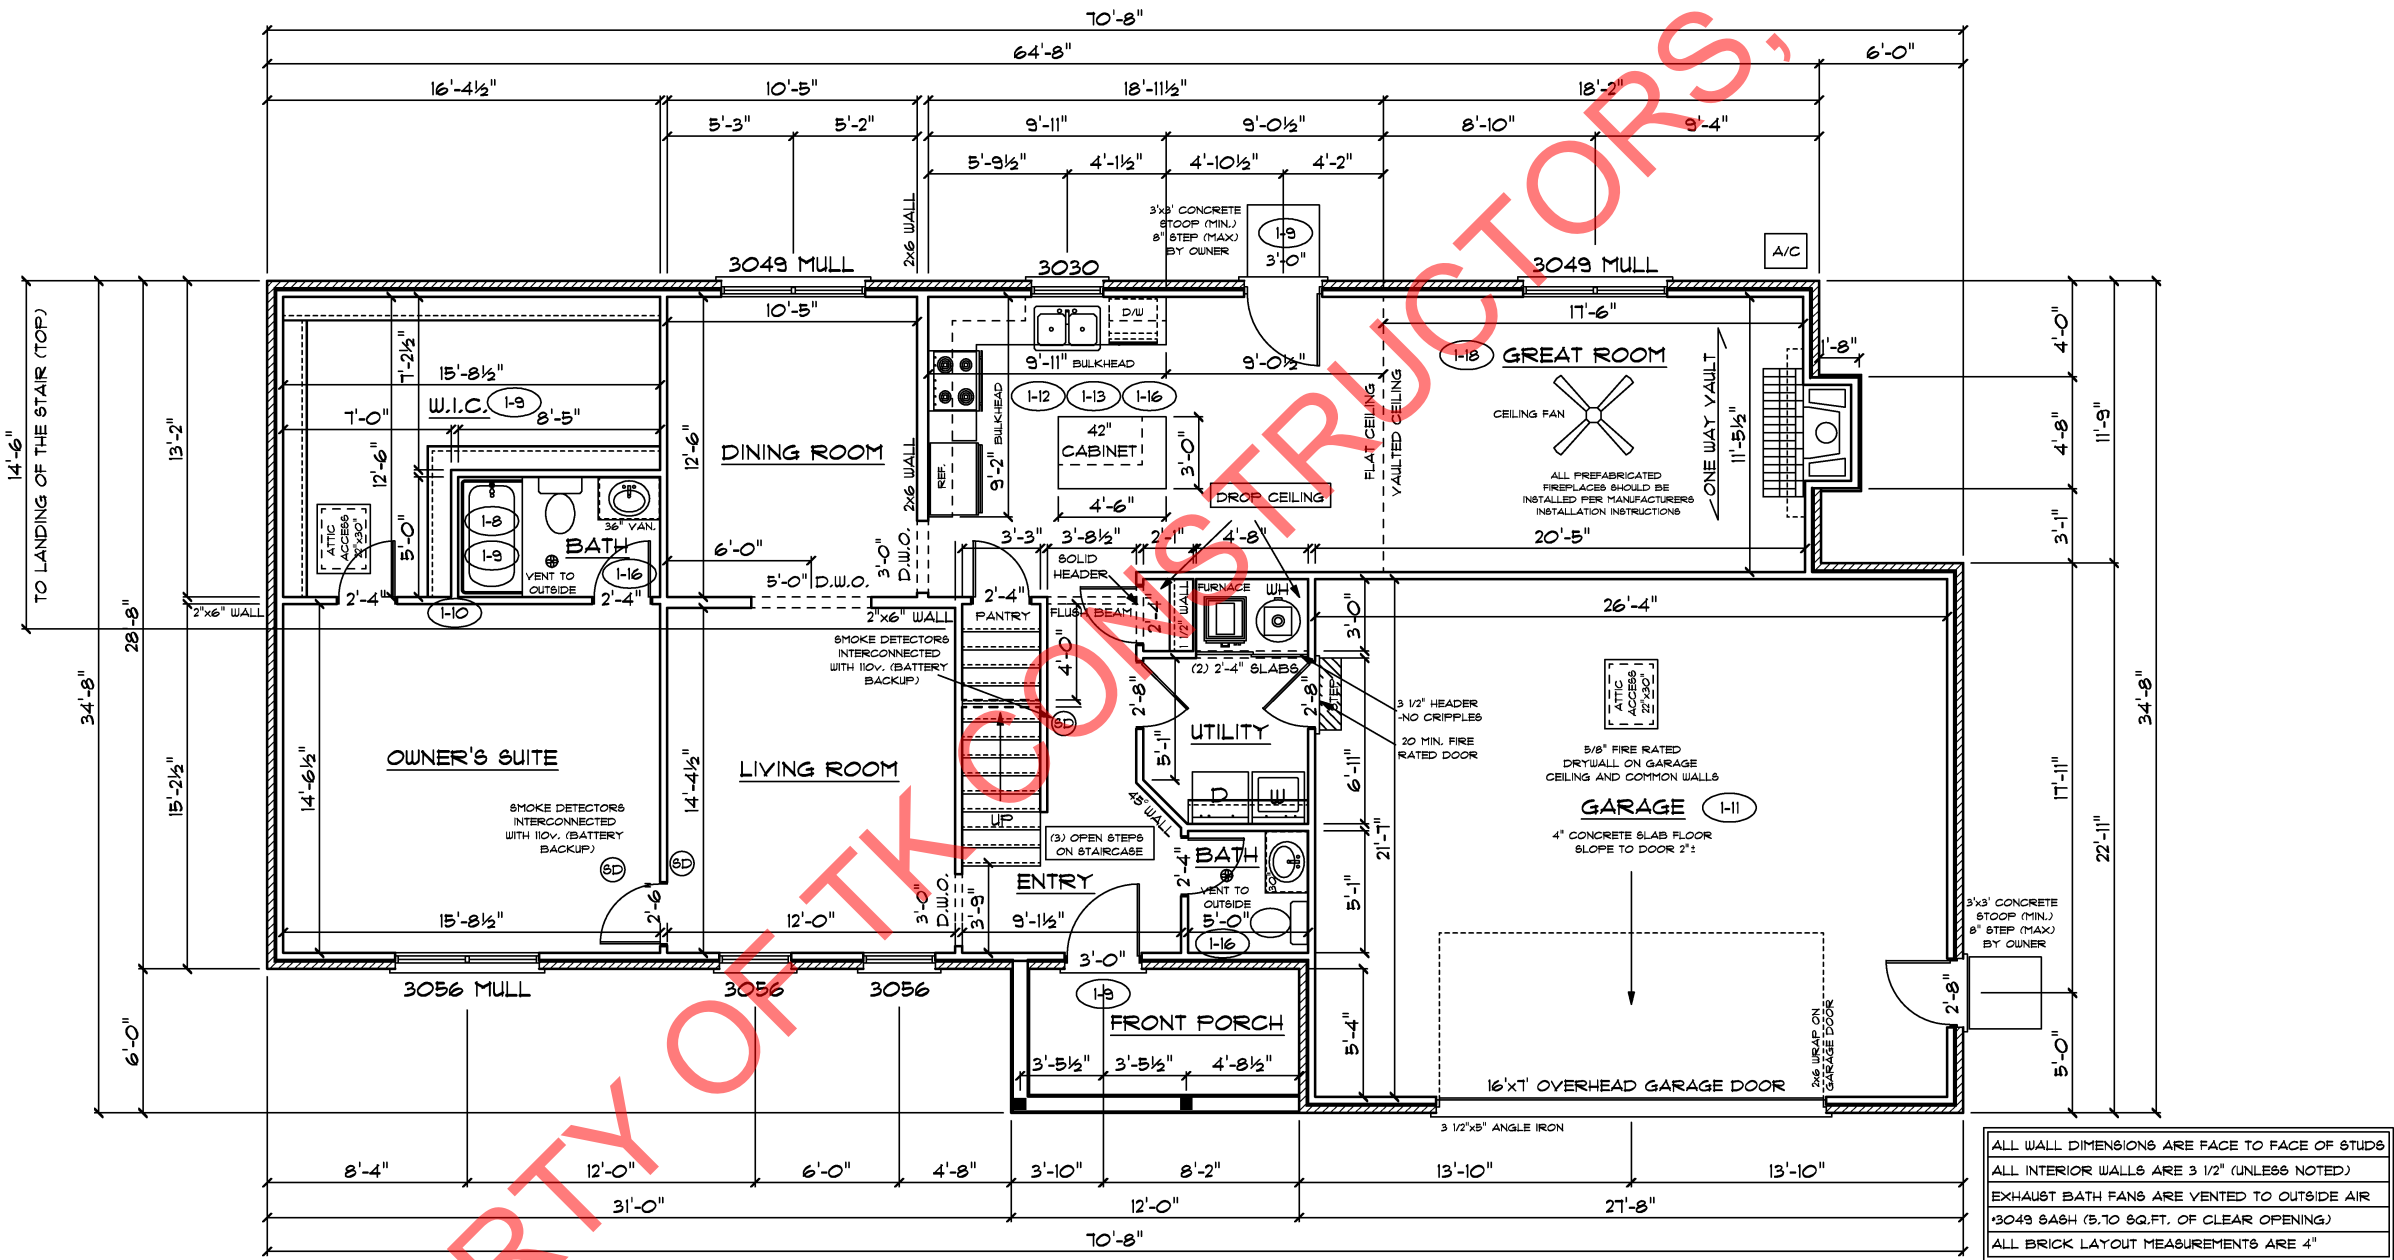 70'-8"
64'-8"
6'-0"
16'-4½"
10'-5"
18'-11½"
18'-2"
5'-3"
5'-2"
9'-11"
9'-0½"
8'-10"
9'-4"
5'-9½"
4'-1½"
4'-10½"
4'-2"
2x6 WALL
3'x3' CONCRETE
STOOP (MIN.)
8" STEP (MAX)
BY OWNER
1-9
3'-0"
A/C
3049 MULL
3030
3049 MULL
14'-6"
TO LANDING OF THE STAIR (TOP)
34'-8"
28'-8"
6'-0"
13'-2"
15'-2½"
2"x6" WALL
7'-2½"
15'-8½"
W.I.C.
1-9
7'-0"
8'-5"
12'-6"
5'-0"
ATTIC
ACCESS
22"x30"
2'-4"
1-10
1-8
1-9
36" VAN.
BATH
1-16
VENT TO
OUTSIDE
2'-4"
10'-5"
12'-6"
DINING ROOM
6'-0"
5'-0" D.W.O.
3'-0"
D.W.O.
2x6 WALL
2"x6" WALL
D/W
9'-11"
BULKHEAD
BULKHEAD
9'-2"
REF.
1-12
1-13
1-16
42"
CABINET
3'-0"
4'-6"
9'-0½"
FLAT CEILING
VAULTED CEILING
DROP CEILING
17'-6"
1-18
GREAT ROOM
CEILING FAN
ONE WAY VAULT
11'-5½"
ALL PREFABRICATED
FIREPLACES SHOULD BE
INSTALLED PER MANUFACTURERS
INSTALLATION INSTRUCTIONS
1'-8"
4'-0"
4'-8"
3'-1"
11'-9"
17'-11"
22'-11"
5'-0"
34'-8"
3'-3"
3'-8½"
2'-1"
4'-8"
20'-5"
SOLID
HEADER
2'-4"
PANTRY
FLUSH BEAM
2'-4"
1 1/2" WALL
FURNACE
WH
(2) 2'-4" SLABS
3'-0"
26'-4"
SMOKE DETECTORS
INTERCONNECTED
WITH 110v. (BATTERY
BACKUP)
4'-0"
SD
2'-8"
2'-8"
STEP
UTILITY
5'-1"
3 1/2" HEADER
-NO CRIPPLES
20 MIN. FIRE
RATED DOOR
6'-11"
D
W
45° WALL
ATTIC
ACCESS
22"x30"
5/8" FIRE RATED
DRYWALL ON GARAGE
CEILING AND COMMON WALLS
GARAGE
1-11
4" CONCRETE SLAB FLOOR
SLOPE TO DOOR 2"±
21'-7"
OWNER'S SUITE
14'-6½"
SMOKE DETECTORS
INTERCONNECTED
WITH 110v. (BATTERY
BACKUP)
SD
SD
15'-8½"
2'-6"
LIVING ROOM
14'-4½"
12'-0"
3'-0"
D.W.O.
UP
(3) OPEN STEPS
ON STAIRCASE
ENTRY
3'-9"
9'-1½"
3'-0"
2'-4"
BATH
30"
VENT TO
OUTSIDE
5'-0"
1-16
5'-1"
5'-4"
3056 MULL
3056
3056
1-9
FRONT PORCH
3'-5½"
3'-5½"
4'-8½"
16'x7' OVERHEAD GARAGE DOOR
2x6 WRAP ON
GARAGE DOOR
2'-8"
3'x3' CONCRETE
STOOP (MIN.)
8" STEP (MAX)
BY OWNER
3 1/2"x5" ANGLE IRON
8'-4"
12'-0"
6'-0"
4'-8"
3'-10"
8'-2"
13'-10"
13'-10"
31'-0"
12'-0"
27'-8"
70'-8"
ALL WALL DIMENSIONS ARE FACE TO FACE OF STUDS
ALL INTERIOR WALLS ARE 3 1/2" (UNLESS NOTED)
EXHAUST BATH FANS ARE VENTED TO OUTSIDE AIR
*3049 SASH (5.70 SQ.FT. OF CLEAR OPENING)
ALL BRICK LAYOUT MEASUREMENTS ARE 4"
RTY OF TK CONSTRUCTORS,